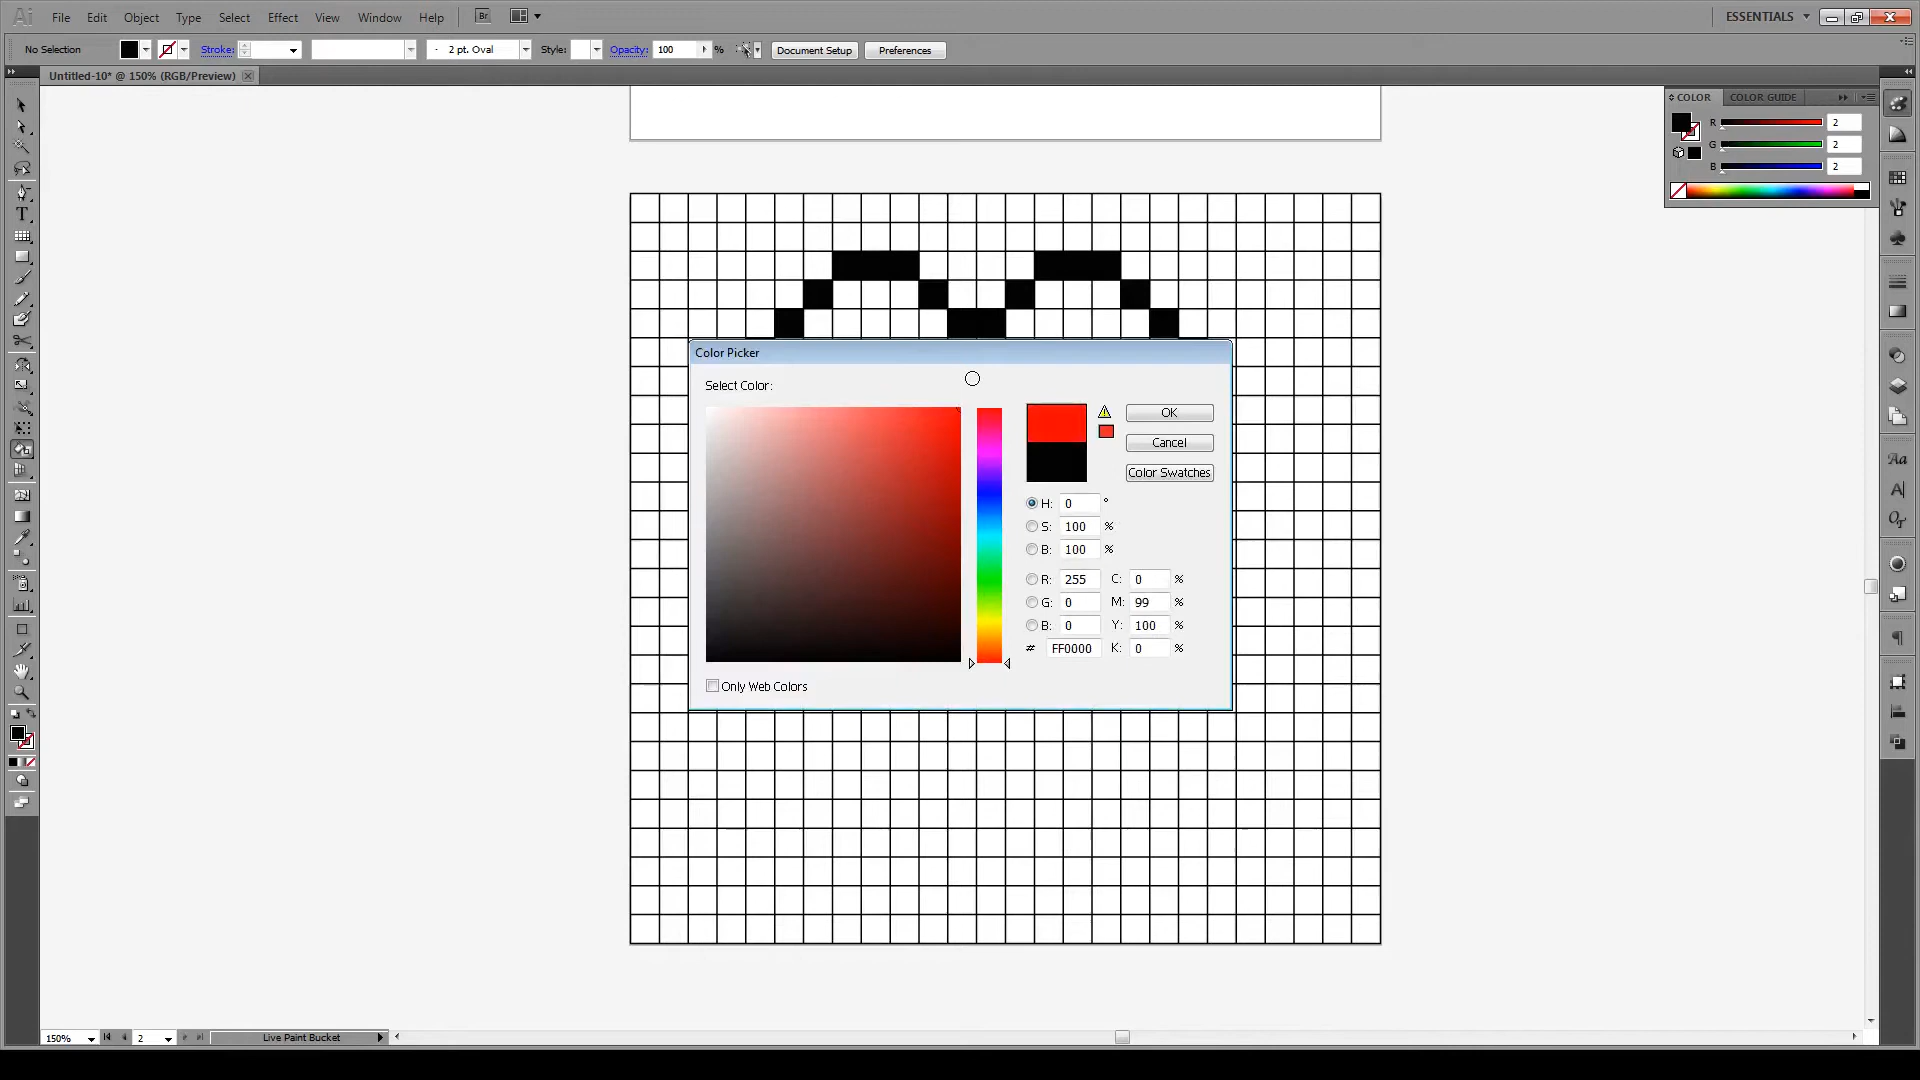 Ai File Edit Object Type Select Effect View Window Help Br ESSENTIALS
No Selection Stroke: 2 pt. Oval Style: Opacity: 100 % Document Setup Preferences
Untitled-10* @ 150% (RGB/Preview)
COLOR COLOR GUIDE
R 2
G 2
B 2
Color Picker
Select Color:
OK
Cancel
Color Swatches
H: 0 °
S: 100 %
B: 100 %
R: 255 C: 0 %
G: 0 M: 99 %
B: 0 Y: 100 %
# FF0000 K: 0 %
Only Web Colors
150% 2 Live Paint Bucket